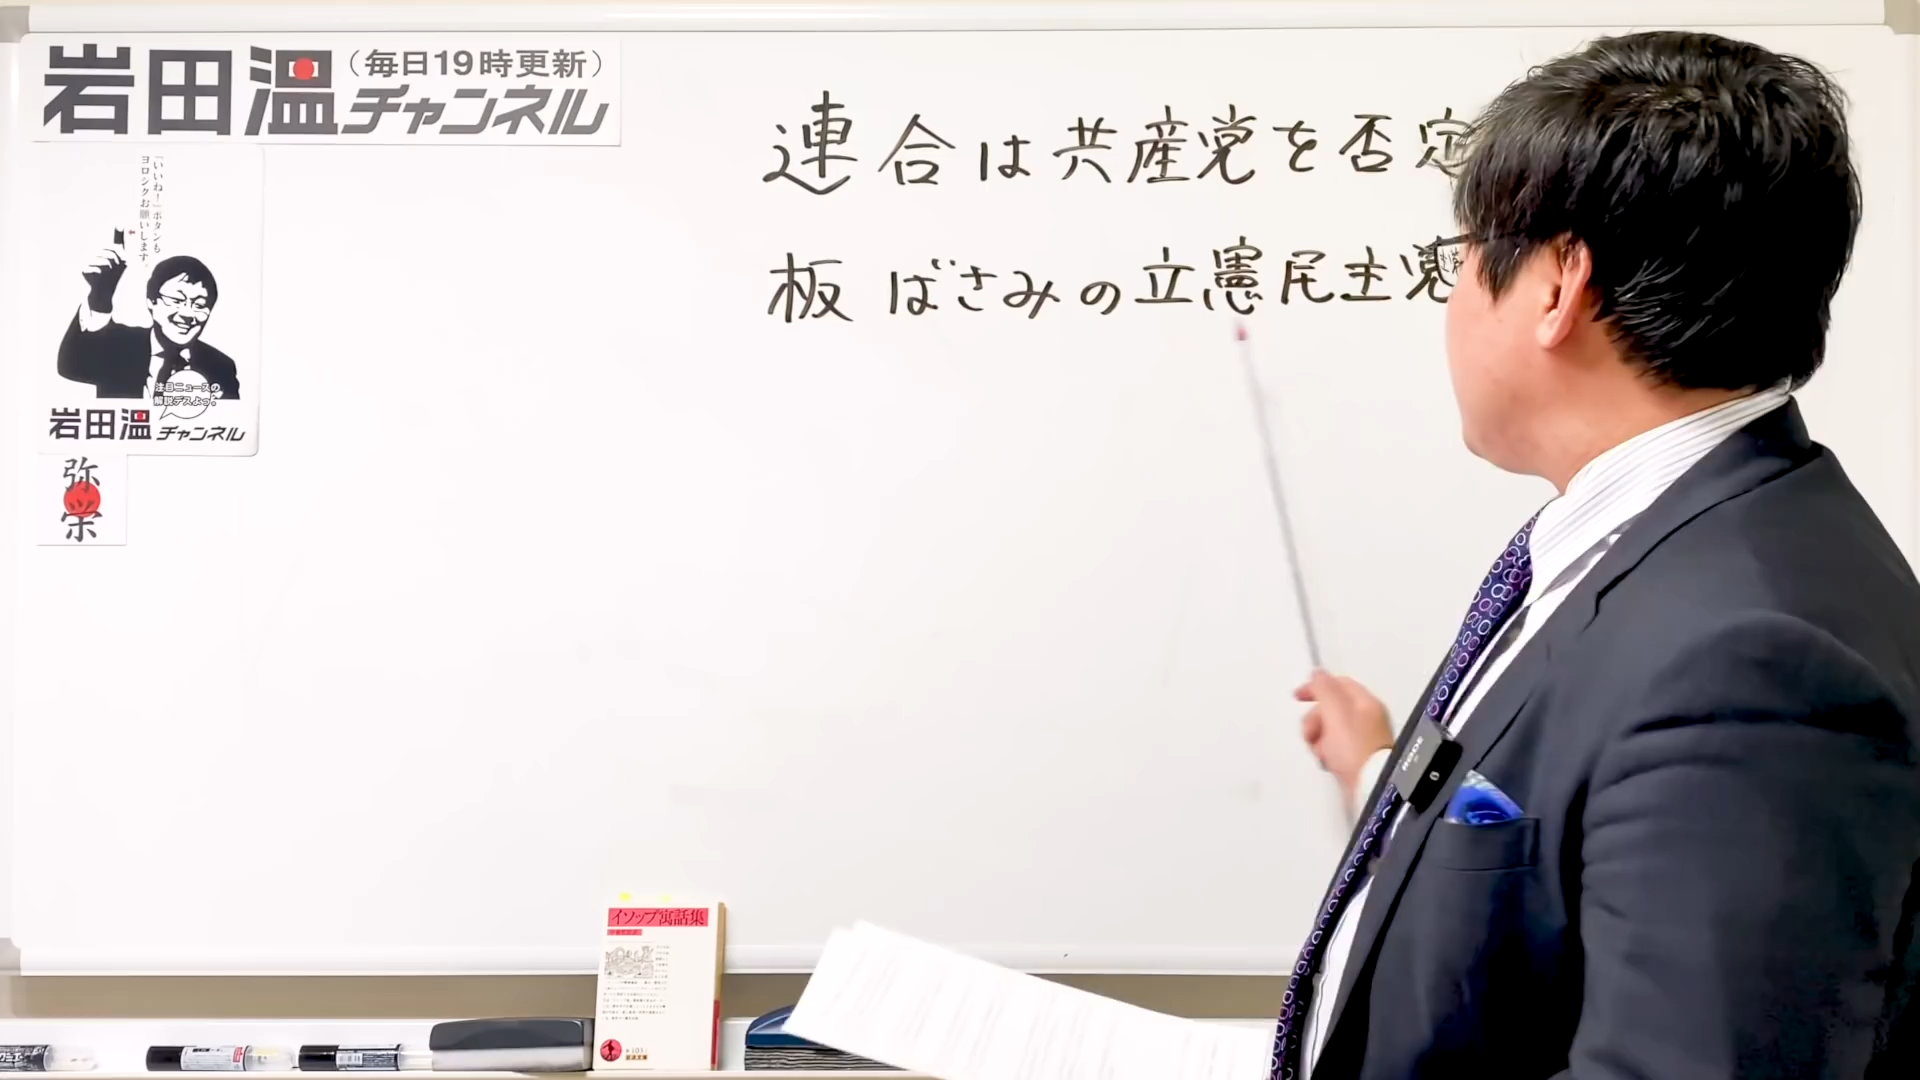 岩田温
（毎日19時更新）
チャンネル
連合は共産党を否定
板ばさみの立憲民主党
「いいね！」ボタンも
ヨロシクお願いします。
注目ニュースの
解説デスよっ。
岩田温チャンネル
弥栄
イソップ寓話集
RODE